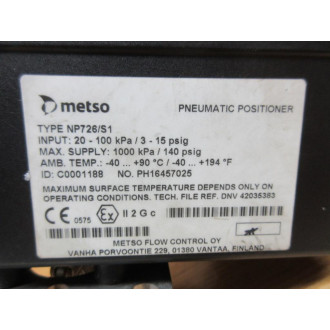 metso PNEUMATIC POSITIONER
TYPE NP726/S1
INPUT: 20 - 100 kPa / 3 - 15 psig
MAX. SUPPLY: 1000 kPa / 140 psig
AMB. TEMP.: -40 ... +90 °C / -40 ... +194 °F
ID: C0001188 NO. PH16457025
MAXIMUM SURFACE TEMPERATURE DEPENDS ONLY ON
OPERATING CONDITIONS. TECH. FILE REF. DNV 42035383
CE 0575 Ex II 2 G c
METSO FLOW CONTROL OY
VANHA PORVOONTIE 229, 01380 VANTAA, FINLAND